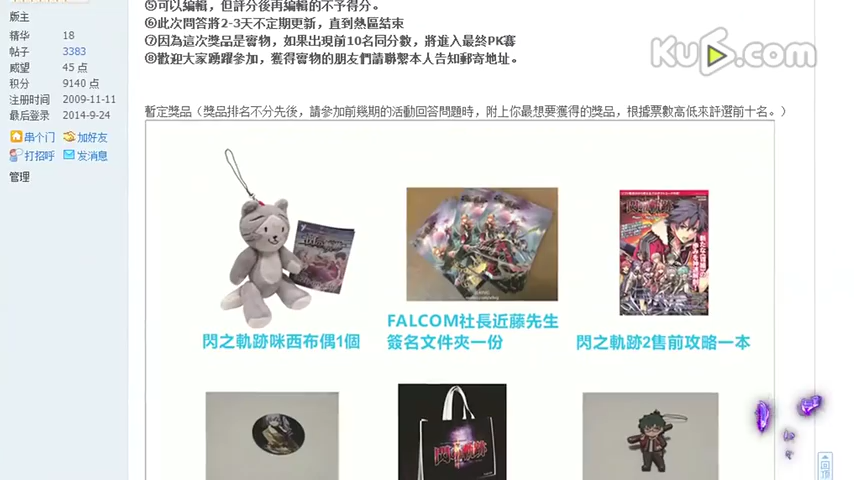 ⑤可以編輯，但評分後再編輯的不予得分。
⑥此次問答將2-3天不定期更新，直到熱區結束
⑦因為這次獎品是實物，如果出現前10名同分數，將進入最終PK賽
⑧歡迎大家踴躍參加，獲得實物的朋友們請聯繫本人告知郵寄地址。
版主
精华 18
帖子 3383
威望 45 点
积分 9140 点
注册时间 2009-11-11
最后登录 2014-9-24
串个门 加好友
打招呼 发消息
管理
Ku6.com
暫定獎品（獎品排名不分先後，請參加前幾期的活動回答問題時，附上你最想要獲得的獎品，根據票數高低來評選前十名。）
閃之軌跡咪西布偶1個
FALCOM社長近藤先生
簽名文件夾一份
閃之軌跡2售前攻略一本
閃の軌跡
回頂